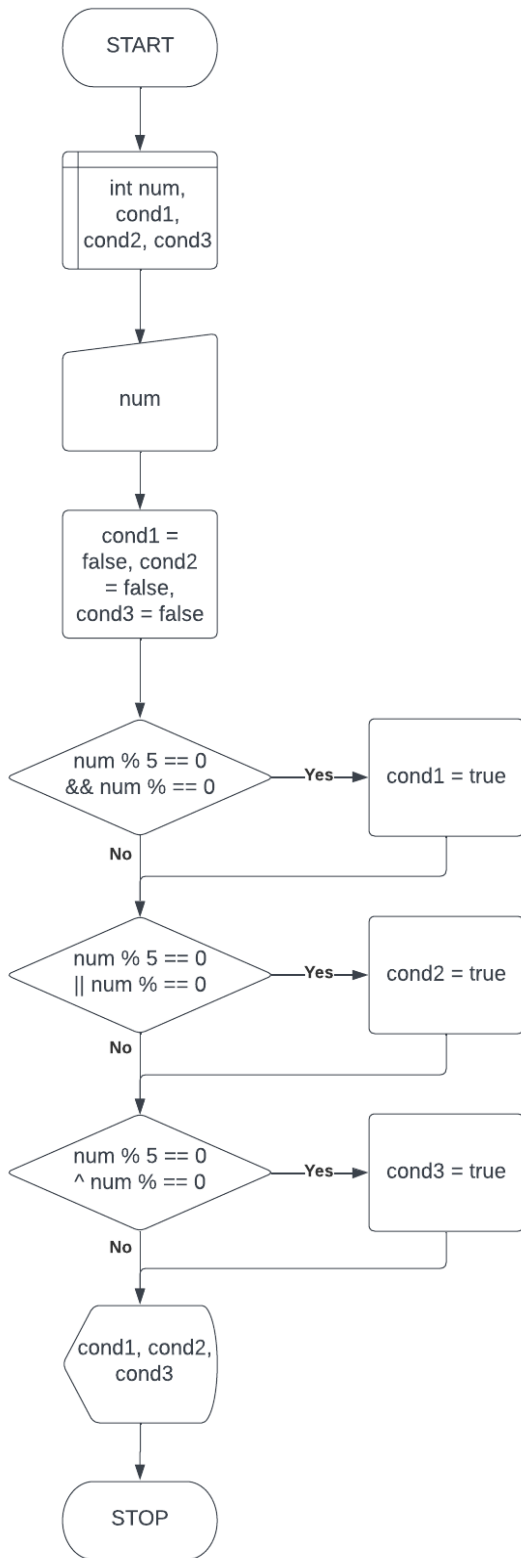 START
int num,
cond1,
cond2, cond3
num
cond1 =
false, cond2
= false,
cond3 = false
num % 5 == 0
&& num % == 0
Yes
cond1 = true
No
num % 5 == 0
|| num % == 0
Yes
cond2 = true
No
num % 5 == 0
^ num % == 0
Yes
cond3 = true
No
cond1, cond2,
cond3
STOP